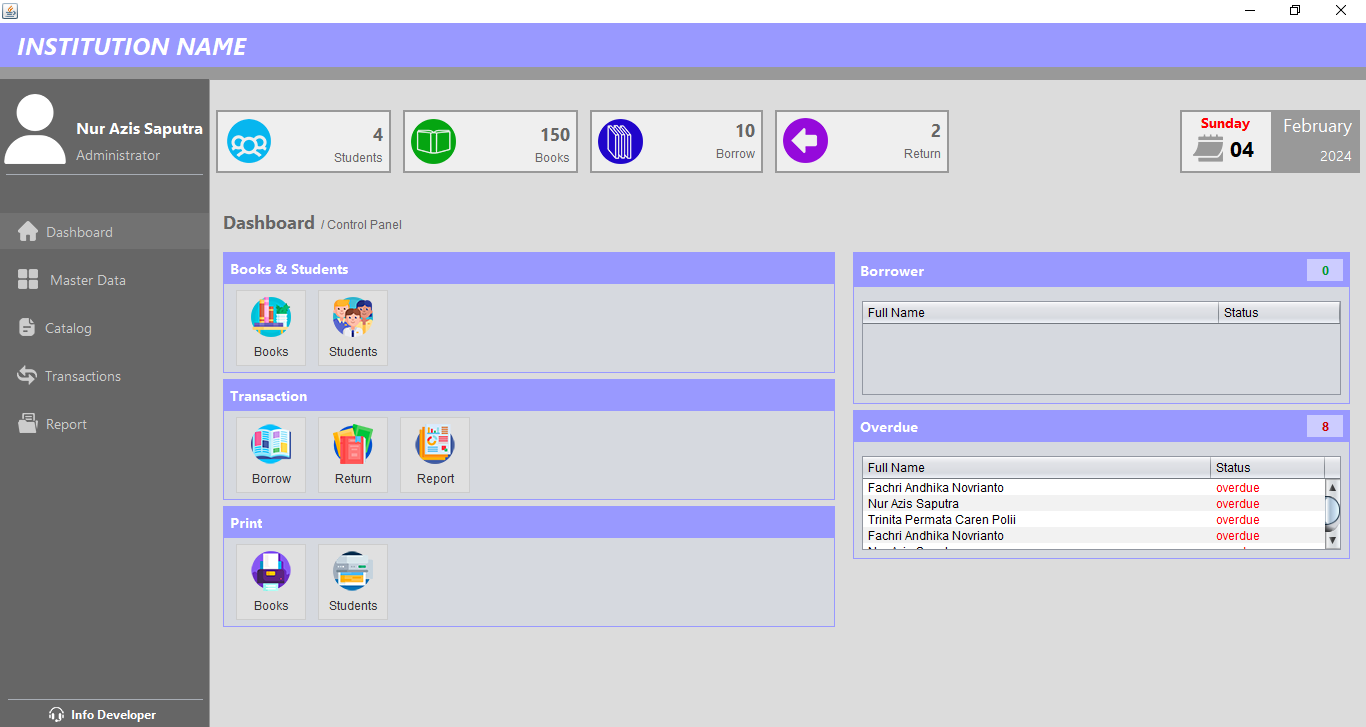 INSTITUTION NAME
Nur Azis Saputra
Administrator
Dashboard
Master Data
Catalog
Transactions
Report
Info Developer
4
Students
150
Books
10
Borrow
2
Return
Sunday
04
February
2024
Dashboard / Control Panel
Books & Students
Books Students
Transaction
Borrow Return Report
Print
Books Students
Borrower 0
Full Name Status
Overdue 8
Full Name Status
Fachri Andhika Novrianto overdue
Nur Azis Saputra overdue
Trinita Permata Caren Polii overdue
Fachri Andhika Novrianto overdue